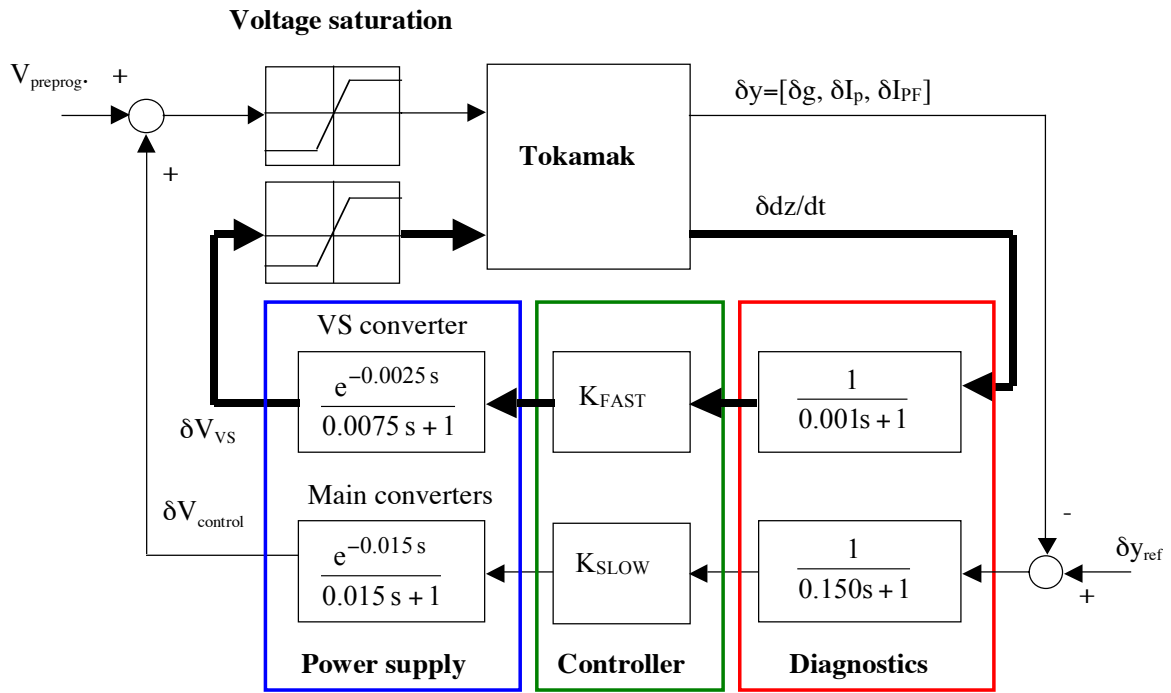 Voltage saturation
V_preprog. +
+
Tokamak
δy=[δg, δI_p, δI_PF]
δdz/dt
VS converter
e^{-0.0025 s}
0.0075 s + 1
K_FAST
1
0.001s + 1
δV_VS
Main converters
δV_control
e^{-0.015 s}
0.015 s + 1
K_SLOW
1
0.150s + 1
-
δy_ref
+
Power supply
Controller
Diagnostics